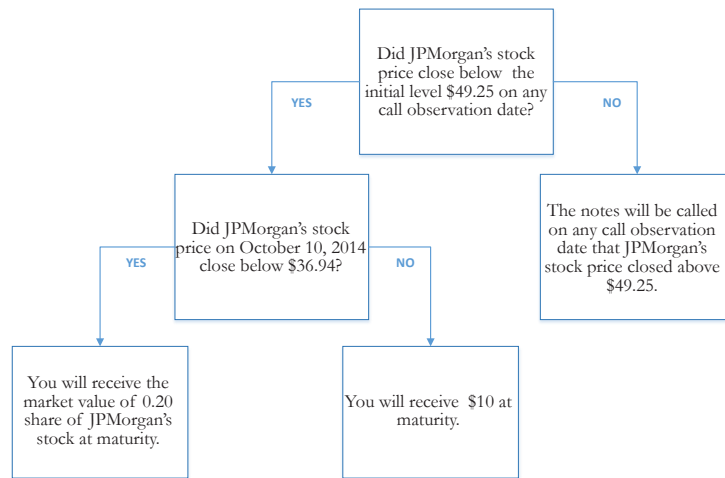 Did JPMorgan's stock
price close below the
initial level $49.25 on any
call observation date?
YES
NO
Did JPMorgan's stock
price on October 10, 2014
close below $36.94?
The notes will be called
on any call observation
date that JPMorgan's
stock price closed above
$49.25.
YES
NO
You will receive the
market value of 0.20
share of JPMorgan's
stock at maturity.
You will receive $10 at
maturity.